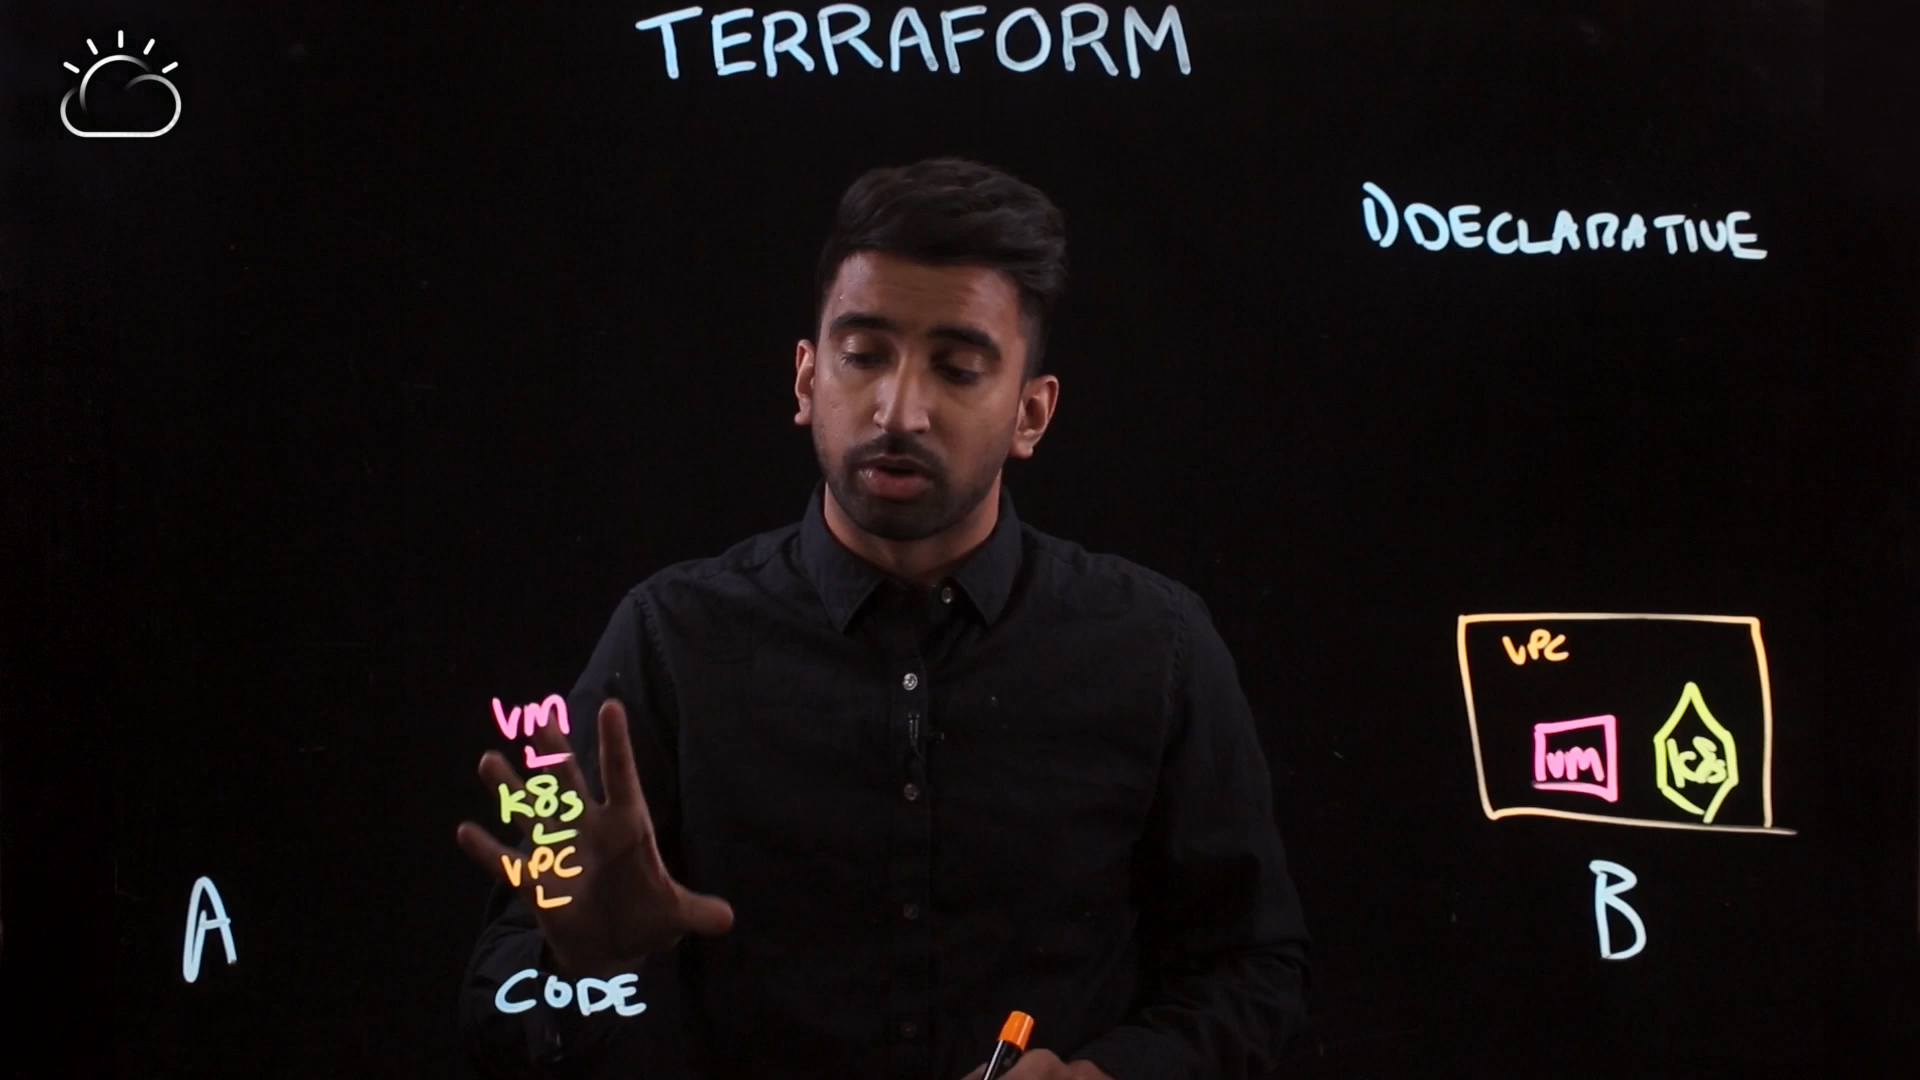 TERRAFORM
1) DECLARATIVE
VM
k8s
VPC
CODE
A
VPC
VM
k8s
B